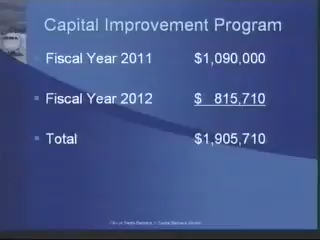 Capital Improvement Program
Fiscal Year 2011 $1,090,000
Fiscal Year 2012 $ 815,710
Total $1,905,710